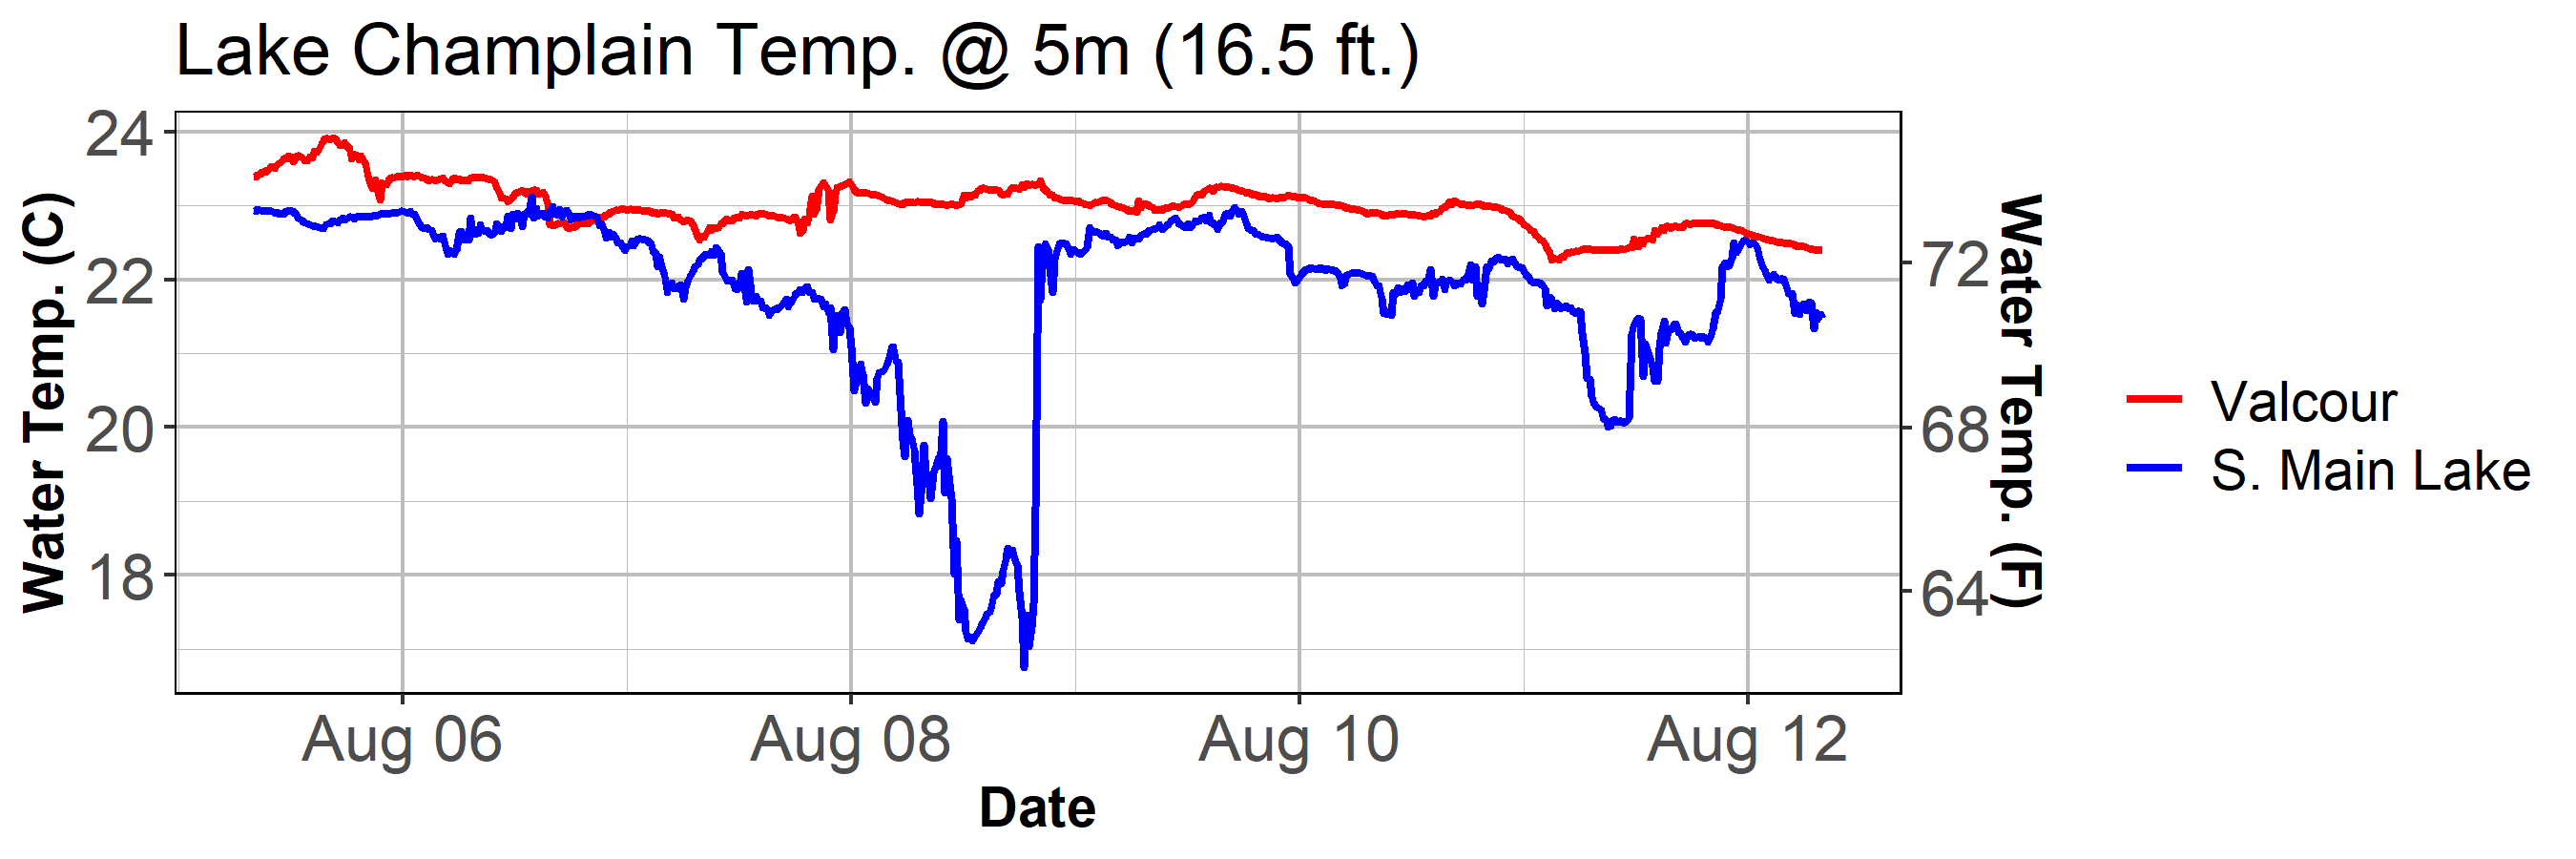 Lake Champlain Temp. @ 5m (16.5 ft.)
Water Temp. (C)
24
22
20
18
72
68
64
Water Temp. (F)
Aug 06
Aug 08
Aug 10
Aug 12
Date
Valcour
S. Main Lake